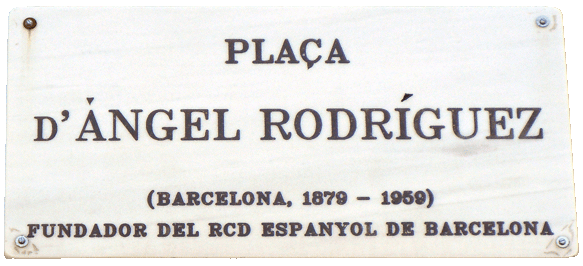 PLAÇA
D'ÀNGEL RODRÍGUEZ
(BARCELONA, 1879 - 1959)
FUNDADOR DEL RCD ESPANYOL DE BARCELONA